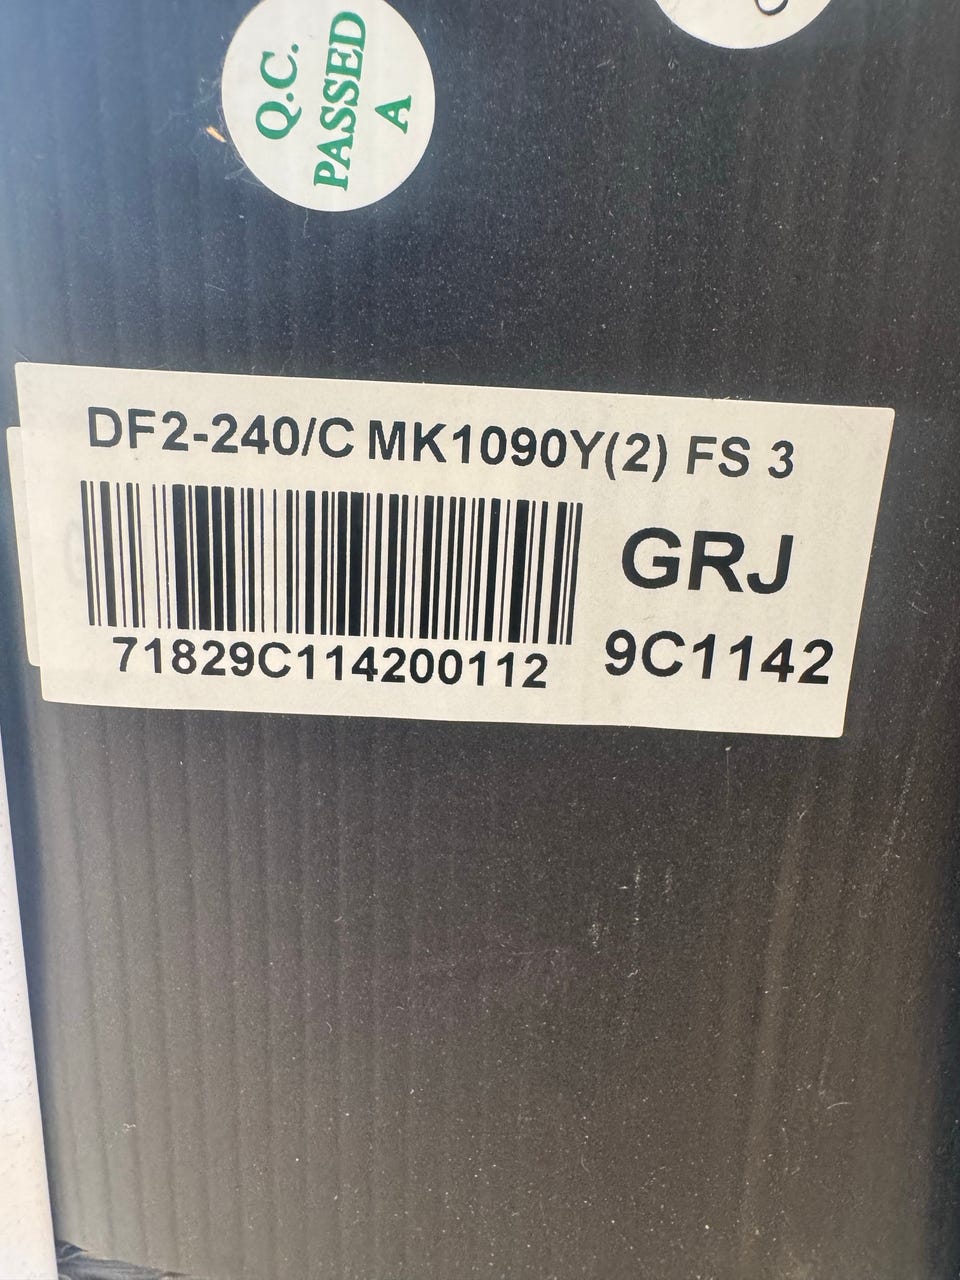 Q.C.
PASSED
A
DF2-240/C MK1090Y(2) FS 3
GRJ
71829C114200112
9C1142